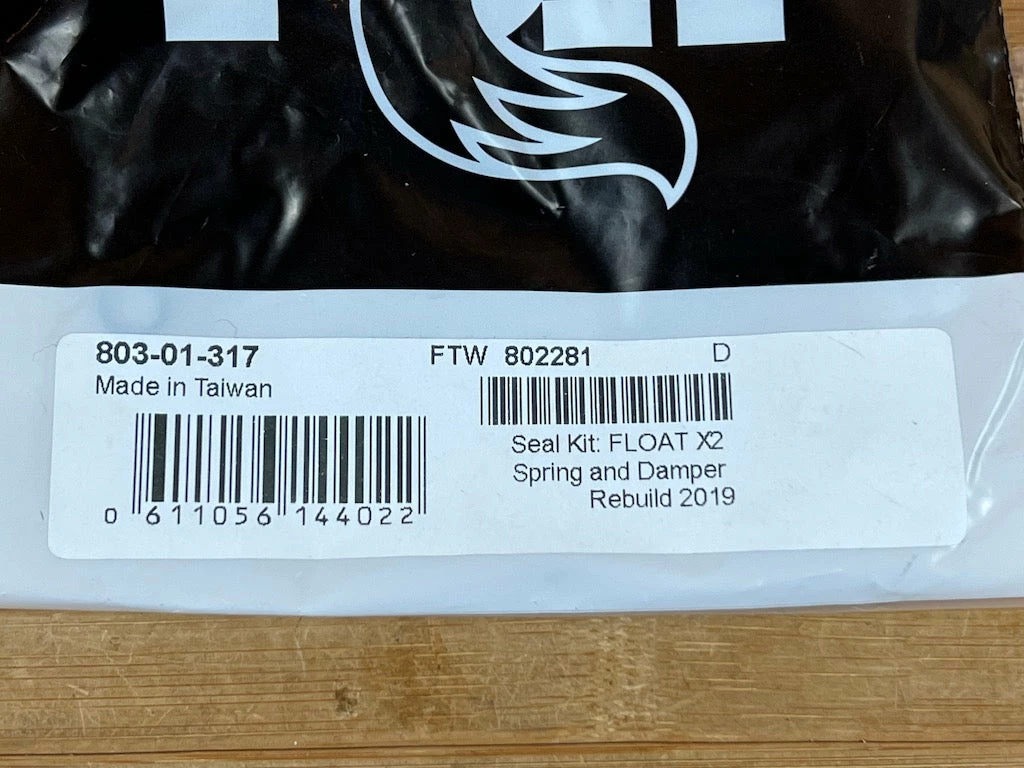 803-01-317
Made in Taiwan
0 611056 144022
FTW 802281 D
Seal Kit: FLOAT X2
Spring and Damper
Rebuild 2019